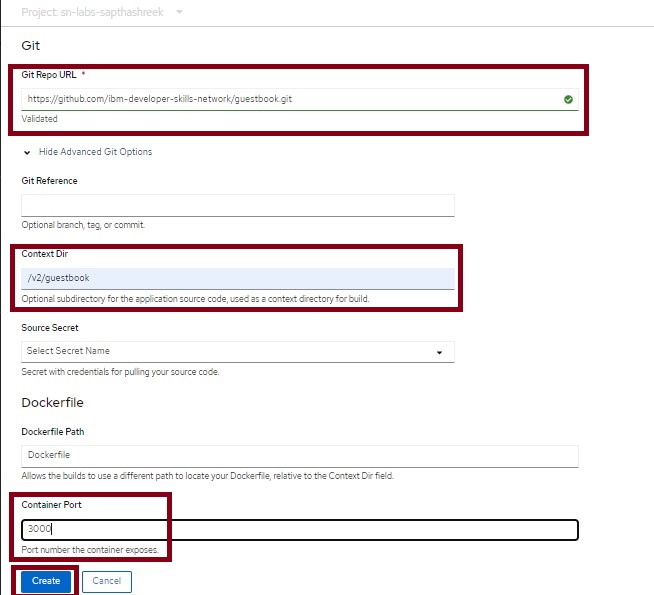 Project: sn-labs-sapthashreek
Git
Git Repo URL *
https://github.com/ibm-developer-skills-network/guestbook.git
Validated
Hide Advanced Git Options
Git Reference
Optional branch, tag, or commit.
Context Dir
/v2/guestbook
Optional subdirectory for the application source code, used as a context directory for build.
Source Secret
Select Secret Name
Secret with credentials for pulling your source code.
Dockerfile
Dockerfile Path
Dockerfile
Allows the builds to use a different path to locate your Dockerfile, relative to the Context Dir field.
Container Port
3000
Port number the container exposes.
Create Cancel